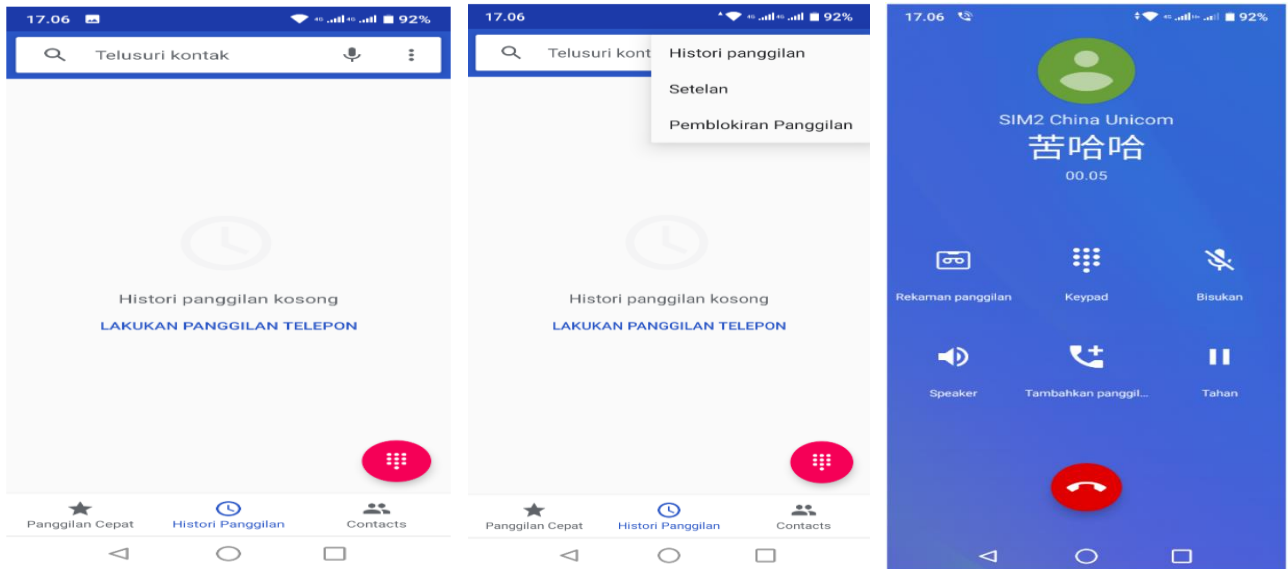 17.06
92%
Telusuri kontak
Histori panggilan kosong
LAKUKAN PANGGILAN TELEPON
Panggilan Cepat
Histori Panggilan
Contacts
17.06
92%
Telusuri kont
Histori panggilan
Setelan
Pemblokiran Panggilan
Histori panggilan kosong
LAKUKAN PANGGILAN TELEPON
Panggilan Cepat
Histori Panggilan
Contacts
17.06
92%
SIM2 China Unicom
苦哈哈
00.05
Rekaman panggilan
Keypad
Bisukan
Speaker
Tambahkan panggil...
Tahan